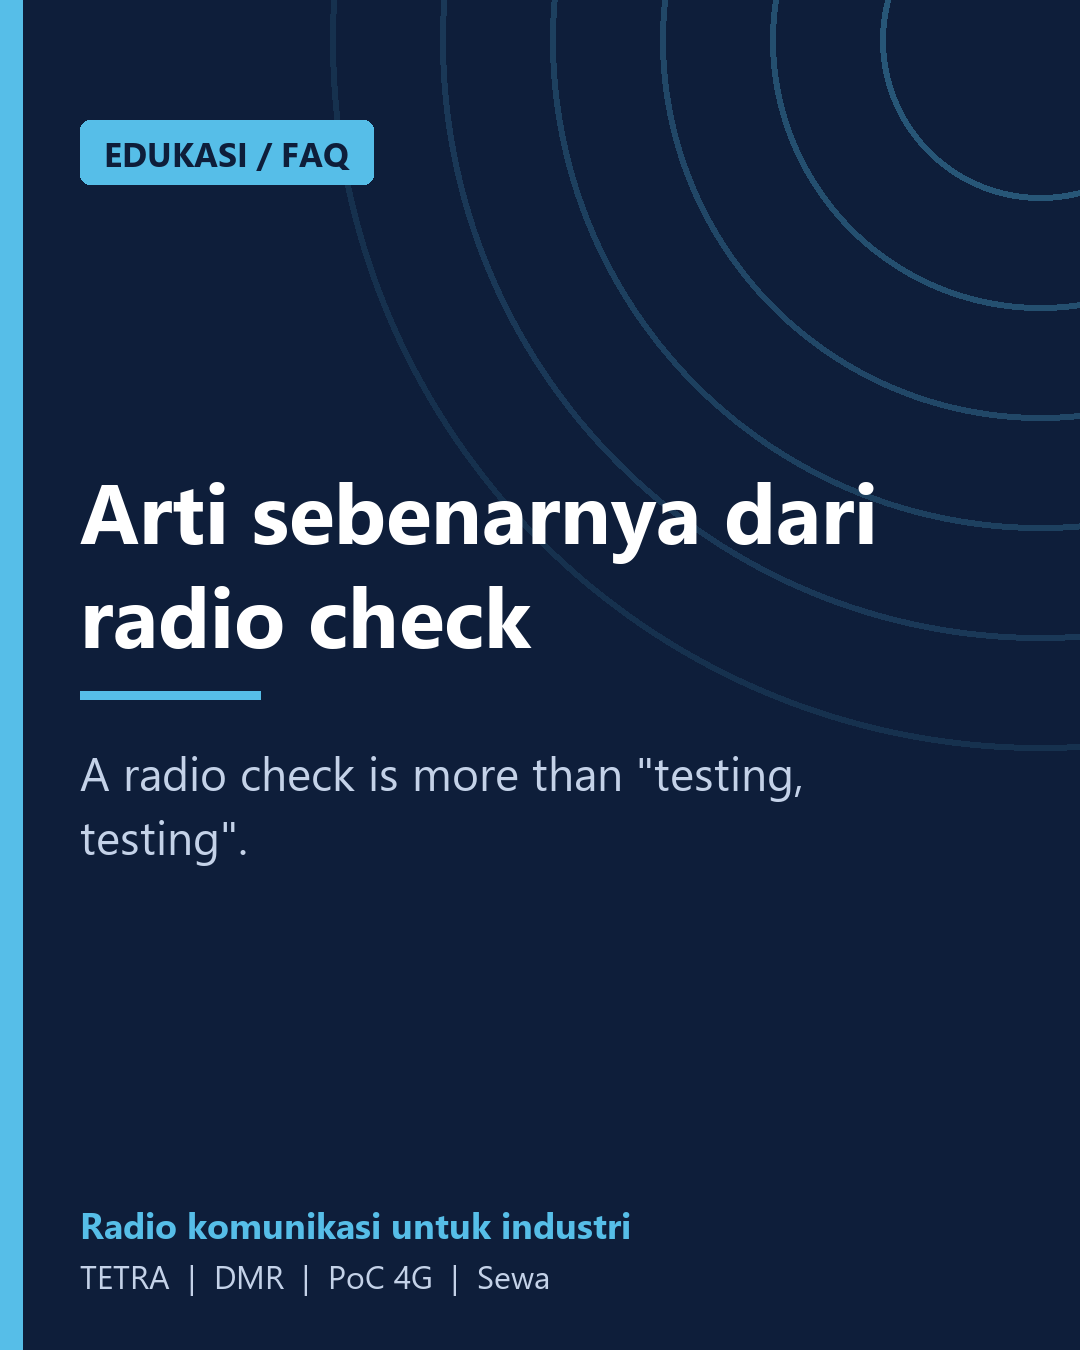 EDUKASI / FAQ
Arti sebenarnya dari
radio check
A radio check is more than "testing,
testing".
Radio komunikasi untuk industri
TETRA | DMR | PoC 4G | Sewa